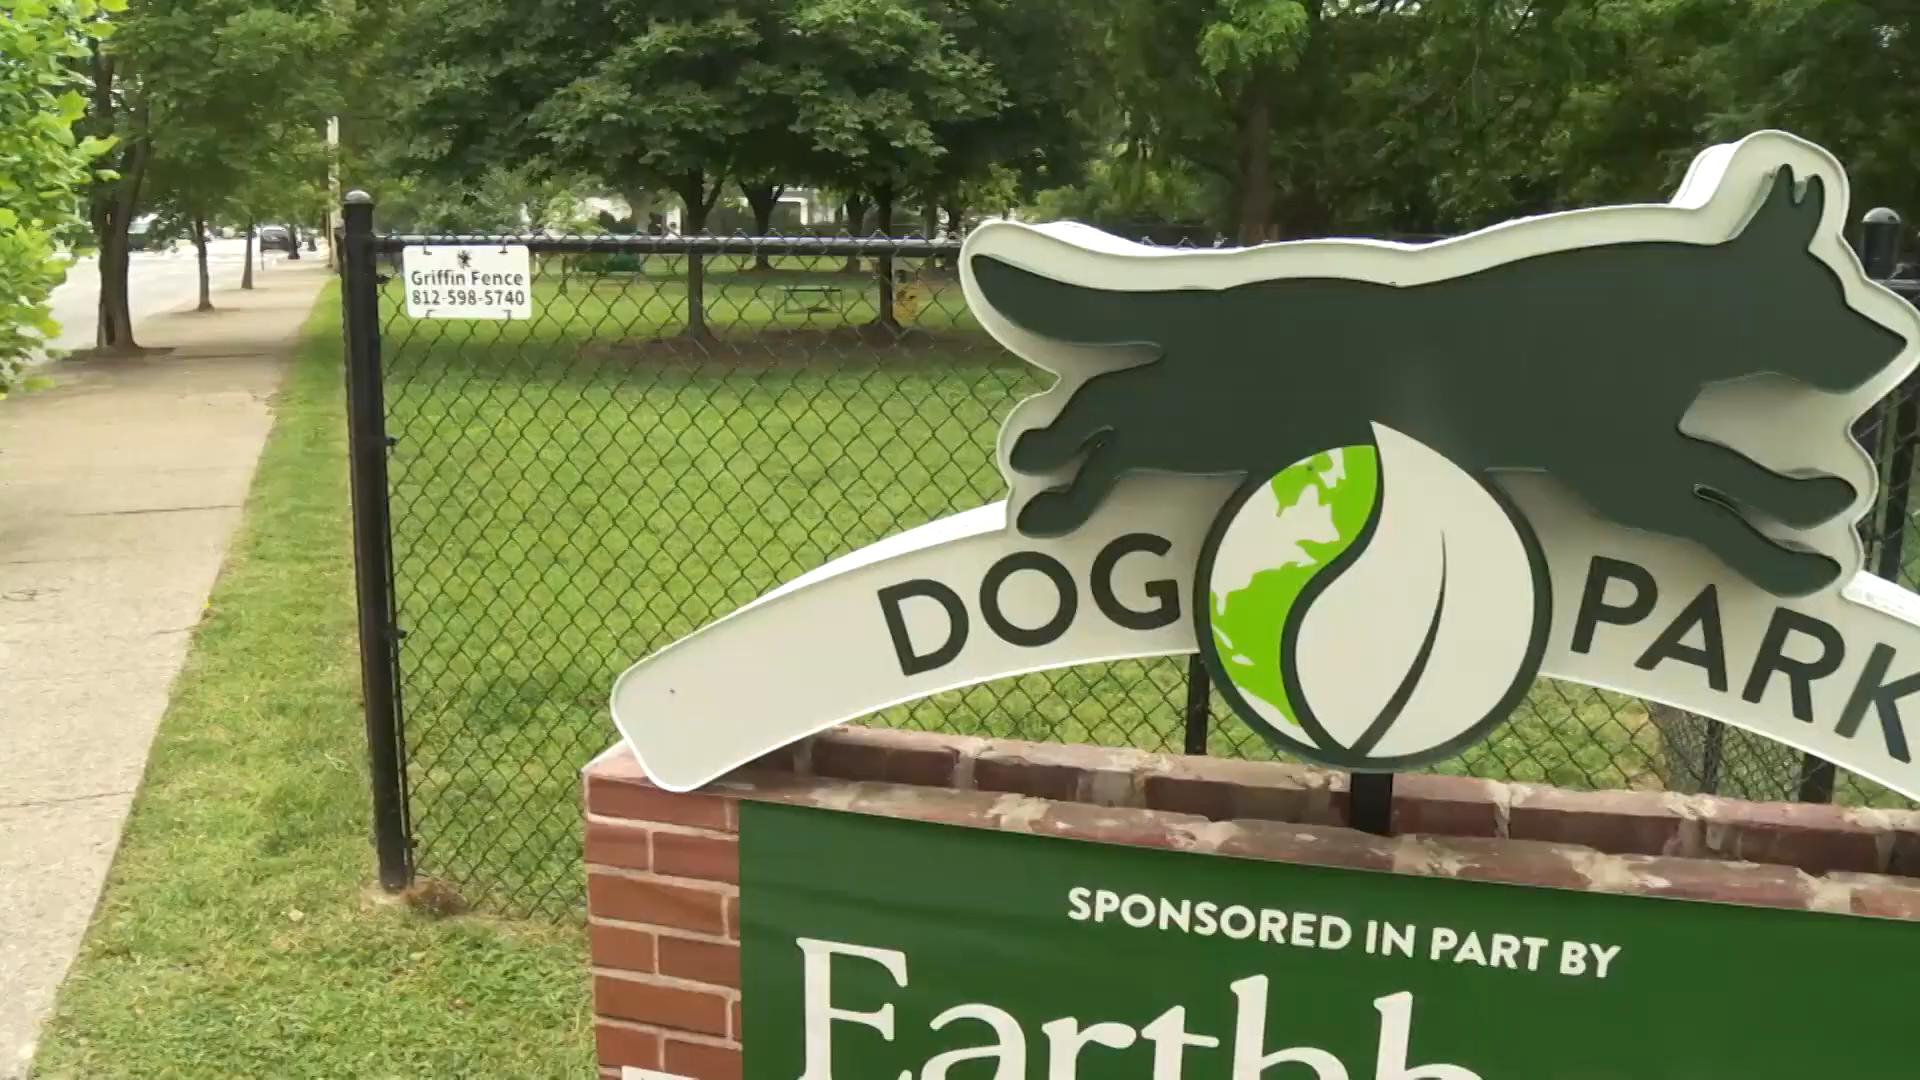 Griffin Fence
812-598-5740
DOG PARK
SPONSORED IN PART BY